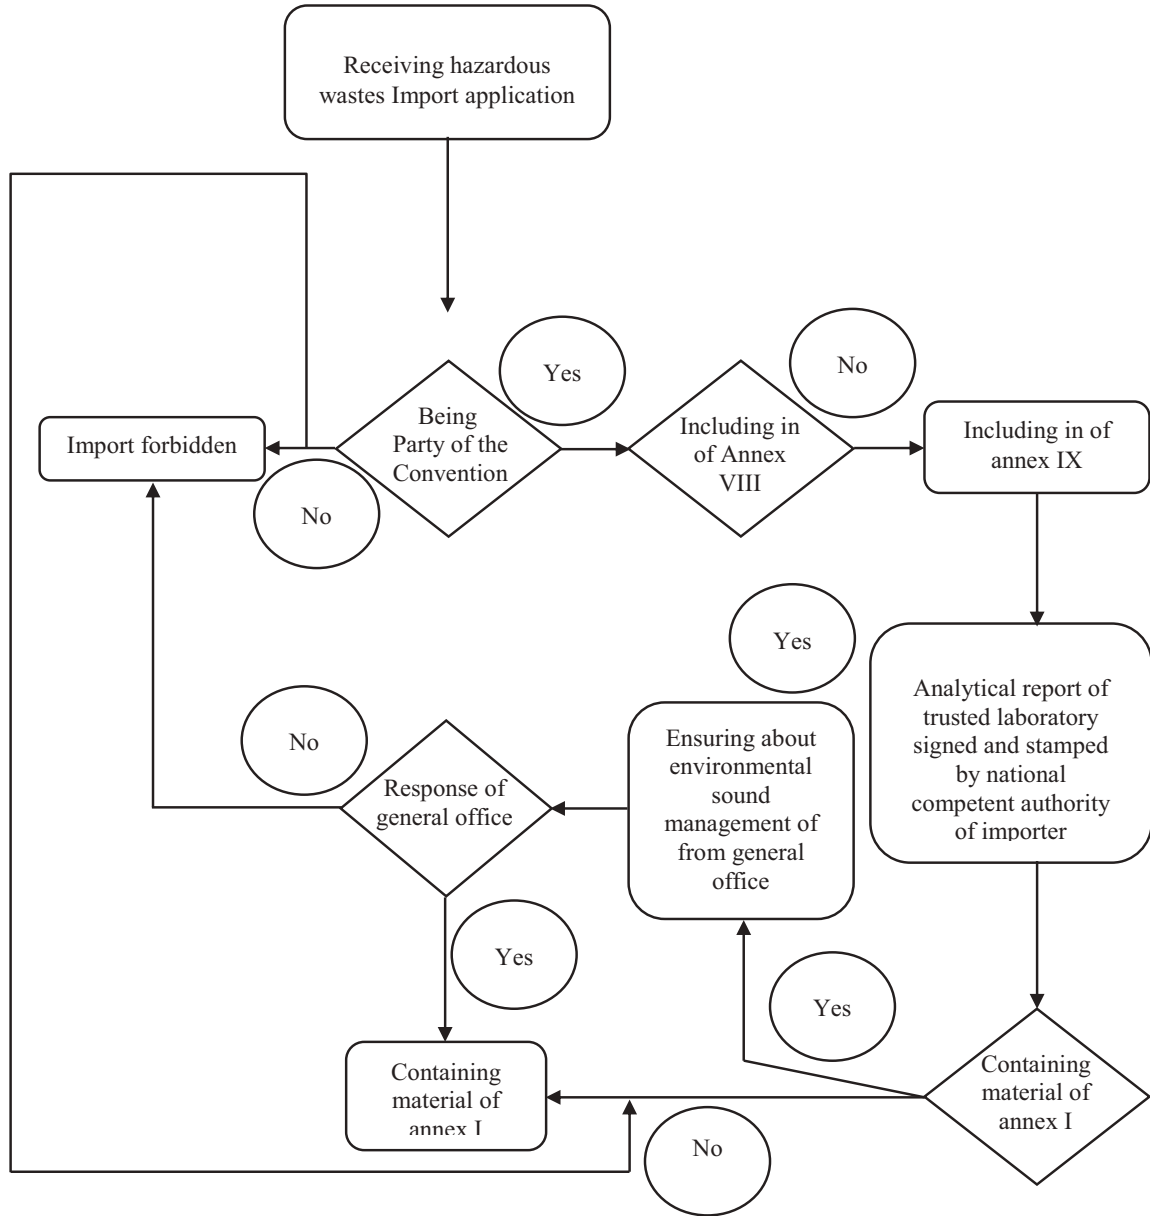 Receiving hazardous
wastes Import application
Yes
No
Import forbidden
Being
Party of the
Convention
Including in
of Annex
VIII
Including in of
annex IX
No
Yes
No
Response of
general office
Ensuring about
environmental
sound
management of
from general
office
Analytical report of
trusted laboratory
signed and stamped
by national
competent authority
of importer
Yes
Yes
Containing
material of
annex I
No
Containing
material of
annex I